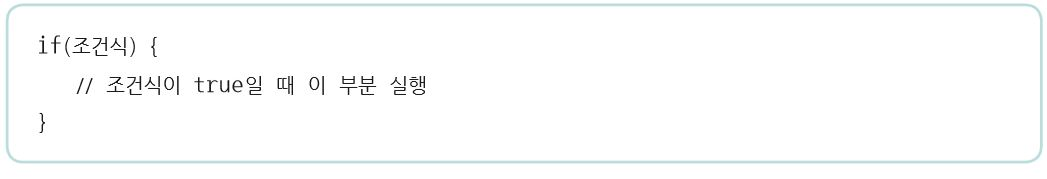 if(조건식) {
// 조건식이 true일 때 이 부분 실행
}